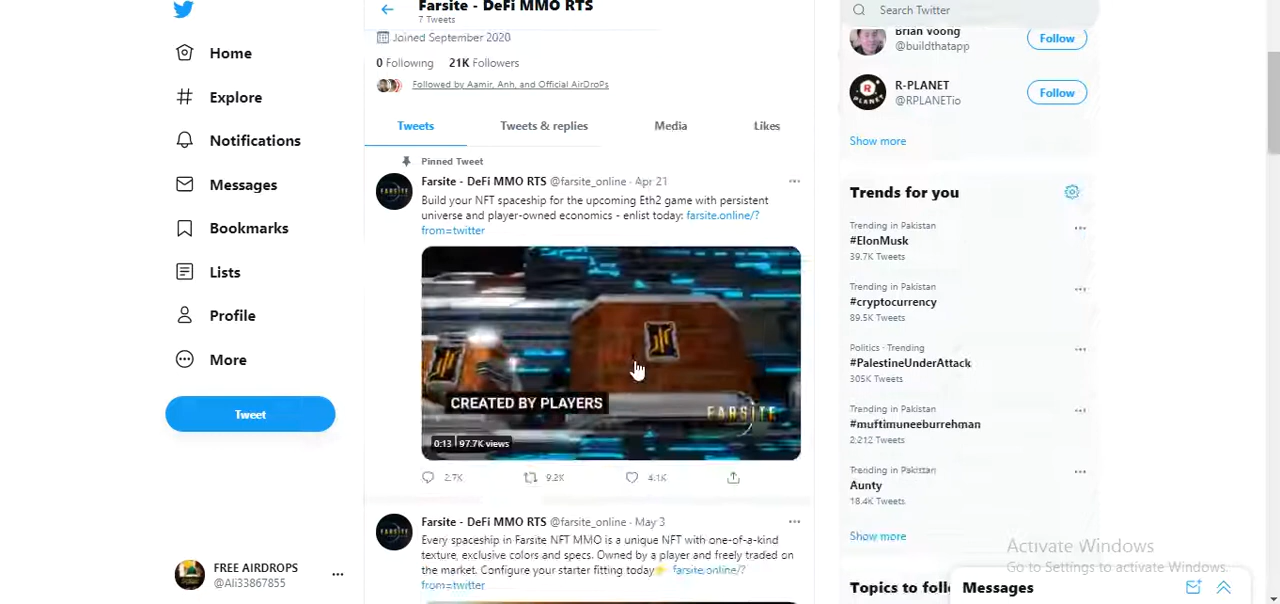 Home
Explore
Notifications
Messages
Bookmarks
Lists
Profile
More
Tweet
FREE AIRDROPS
@Ali33867855
Farsite - DeFi MMO RTS
7 Tweets
Joined September 2020
0 Following 21K Followers
Followed by Aamir, Anh, and Official AirDroPs
Tweets Tweets & replies Media Likes
Pinned Tweet
Farsite - DeFi MMO RTS @farsite_online · Apr 21
Build your NFT spaceship for the upcoming Eth2 game with persistent
universe and player-owned economics - enlist today: farsite.online/?
from=twitter
CREATED BY PLAYERS
FARSITE
0:13 97.7K views
2.7K 9.2K 4.1K
Farsite - DeFi MMO RTS @farsite_online · May 3
Every spaceship in Farsite NFT MMO is a unique NFT with one-of-a-kind
texture, exclusive colors and specs. Owned by a player and freely traded on
the market. Configure your starter fitting today farsite.online/?
from=twitter
Search Twitter
Brian Voong
@buildthatapp
Follow
R-PLANET
@RPLANETio
Follow
Show more
Trends for you
Trending in Pakistan
#ElonMusk
39.7K Tweets
Trending in Pakistan
#cryptocurrency
89.5K Tweets
Politics · Trending
#PalestineUnderAttack
305K Tweets
Trending in Pakistan
#muftimuneeburrehman
2,212 Tweets
Trending in Pakistan
Aunty
18.4K Tweets
Show more
Activate Windows
Go to Settings to activate Windows.
Topics to foll
Messages